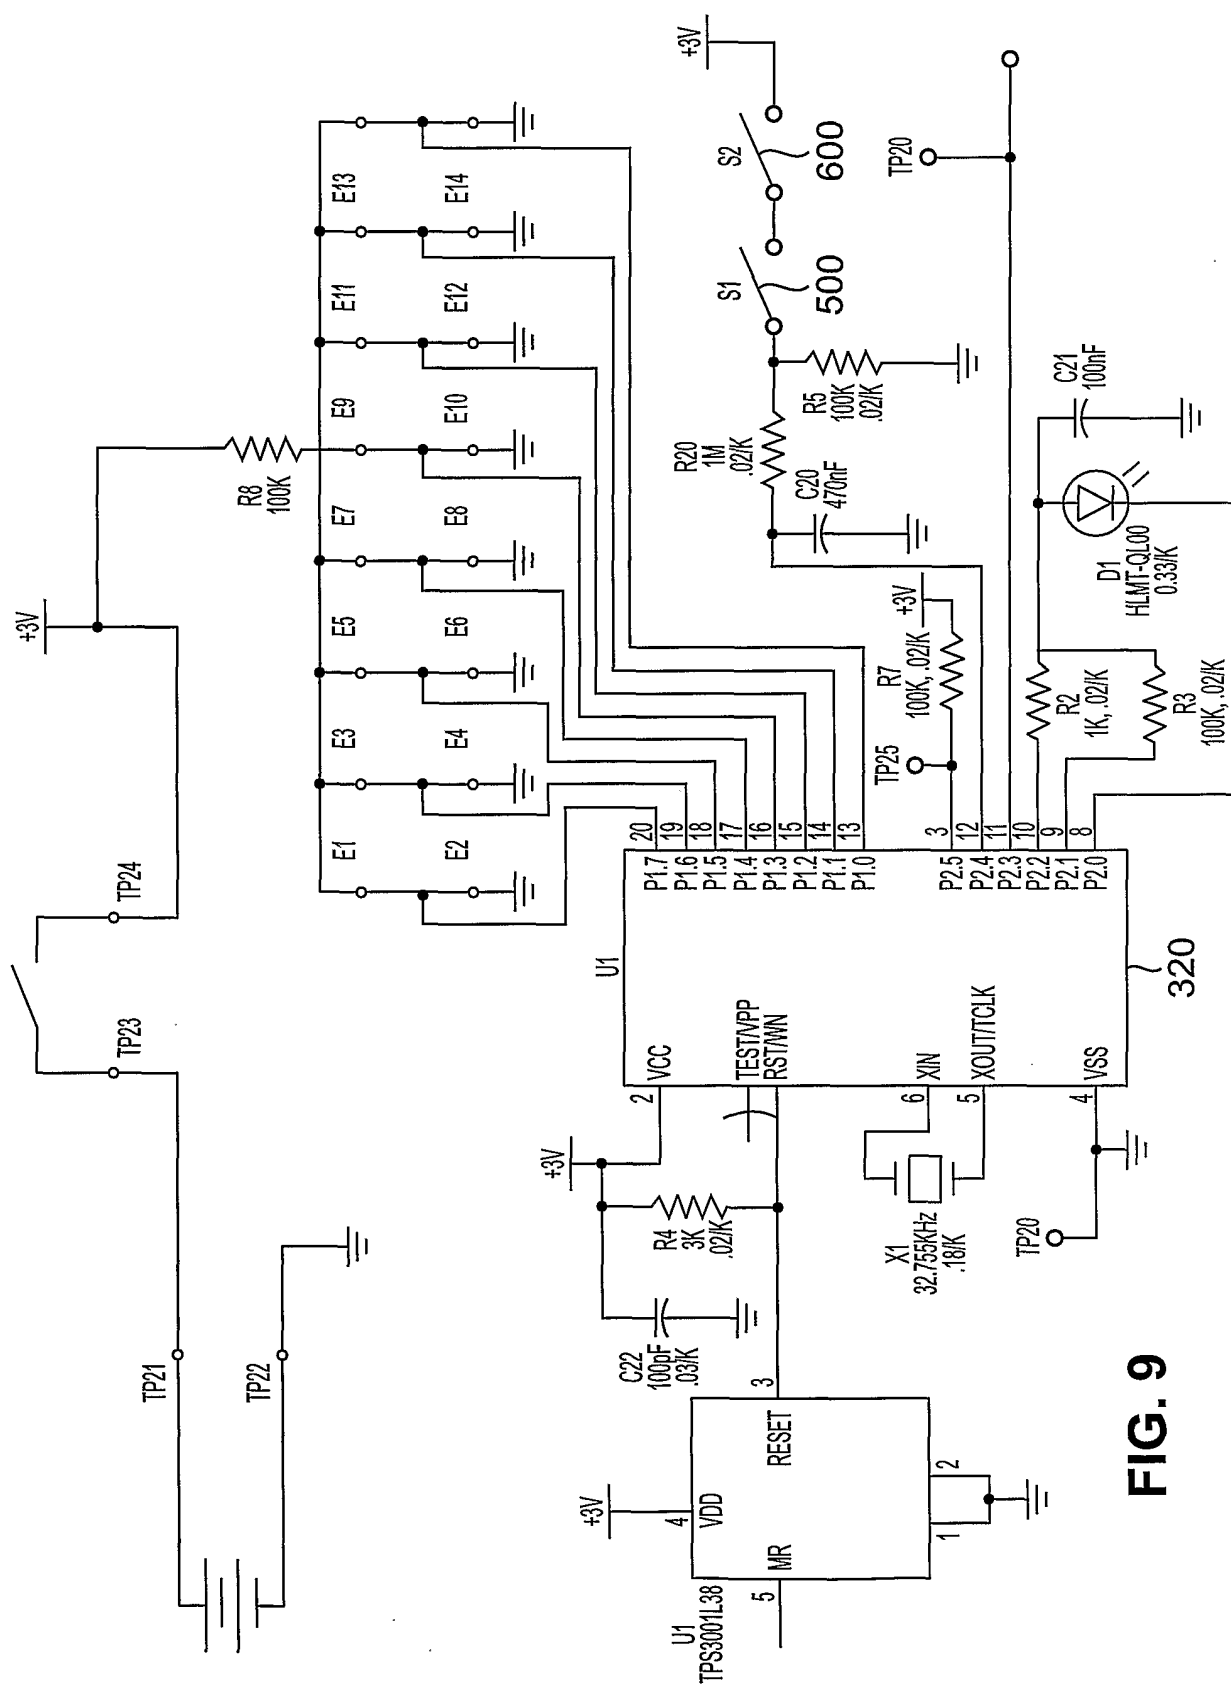 +3V
TP24
TP23
TP21
TP22
R8
100K
E1
E3
E5
E7
E9
E11
E13
E2
E4
E6
E8
E10
E12
E14
+3V
S2
600
S1
500
R20
1M
.02/K
R5
100K
.02/K
C20
470nF
TP20
C21
100nF
D1
HLMT-QL00
0.33/K
+3V
R7
100K, .02/K
TP25
R2
1K, .02/K
R3
100K, .02/K
U1
320
P1.7 20
P1.6 19
P1.5 18
P1.4 17
P1.3 16
P1.2 15
P1.1 14
P1.0 13
P2.5 3
P2.4 12
P2.3 11
P2.2 10
P2.1 9
P2.0 8
2 VCC
TEST/VPP
RST/WN
6 XIN
5 XOUT/TCLK
4 VSS
+3V
R4
3K
.02/K
C22
100pF
.03/K
X1
32.755KHz
.18/K
TP20
+3V
4 VDD
3 RESET
5 MR
1
2
U1
TPS3001L38
FIG. 9